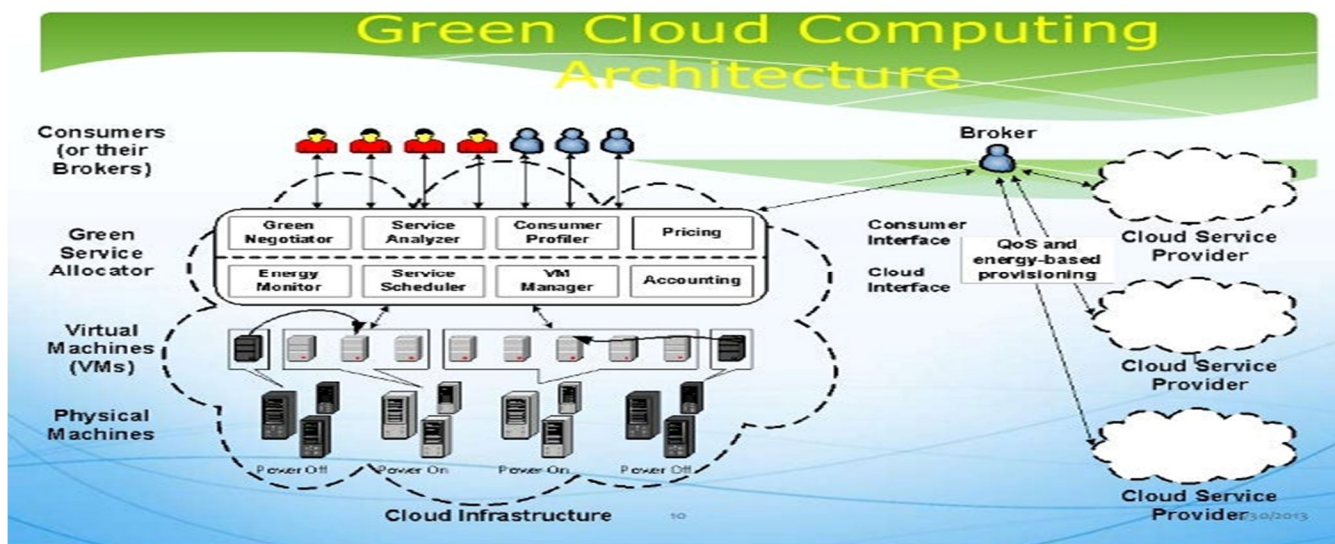 Green Cloud Computing
Architecture
Consumers
(or their
Brokers)
Broker
Green
Service
Allocator
Green
Negotiator
Service
Analyzer
Consumer
Profiler
Pricing
Energy
Monitor
Service
Scheduler
VM
Manager
Accounting
Consumer
Interface
Cloud
Interface
QoS and
energy-based
provisioning
Cloud Service
Provider
Virtual
Machines
(VMs)
Cloud Service
Provider
Physical
Machines
Power Off
Power On
Power On
Power Off
Cloud Infrastructure
10
Cloud Service
Provider
30/2013